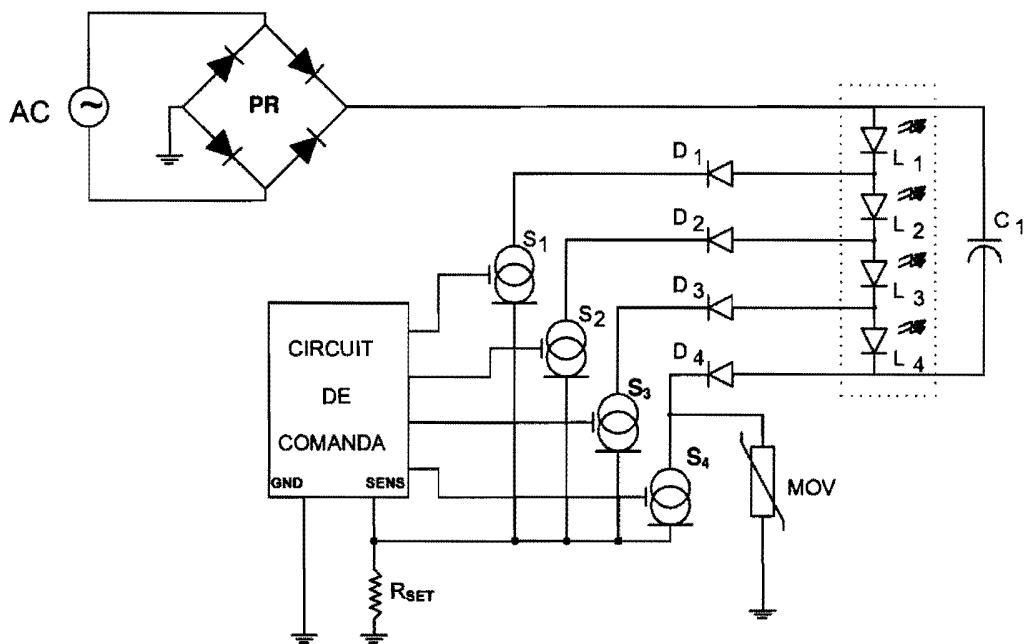 AC
~
PR
D1
L1
D2
L2
C1
S1
D3
L3
S2
D4
L4
CIRCUIT
DE
COMANDA
S3
GND
SENS
S4
MOV
RSET